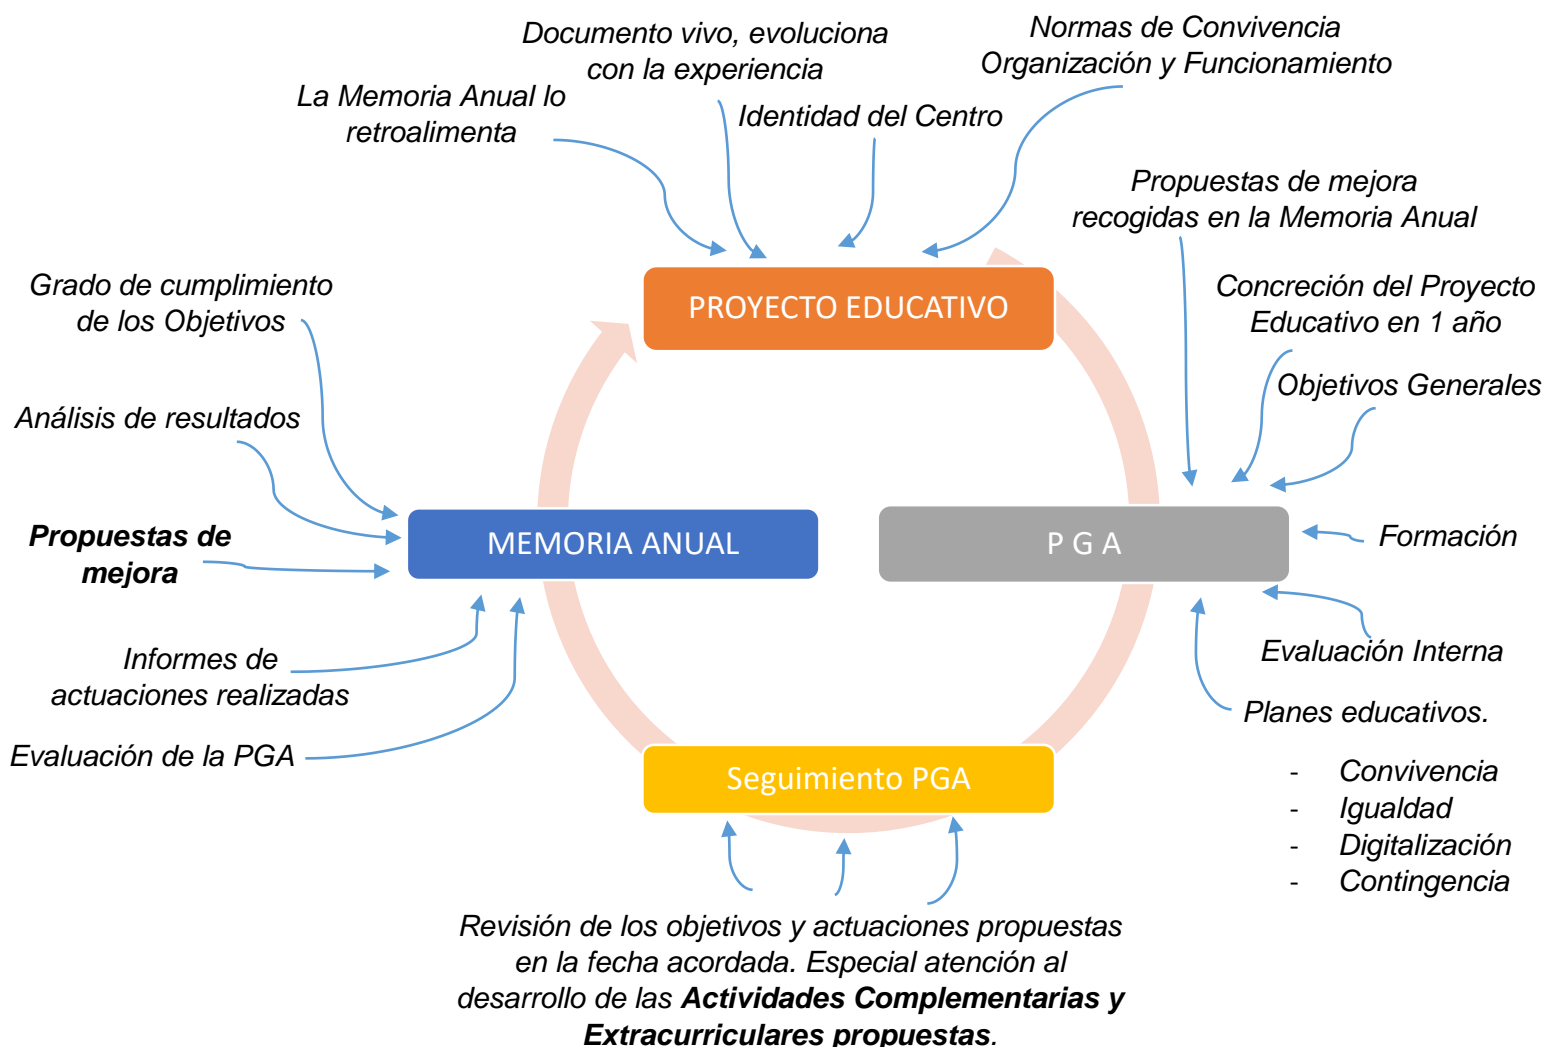 Documento vivo, evoluciona
con la experiencia
Normas de Convivencia
Organización y Funcionamiento
La Memoria Anual lo
retroalimenta
Identidad del Centro
Propuestas de mejora
recogidas en la Memoria Anual
Grado de cumplimiento
de los Objetivos
PROYECTO EDUCATIVO
Concreción del Proyecto
Educativo en 1 año
Objetivos Generales
Análisis de resultados
Propuestas de
mejora
MEMORIA ANUAL
P G A
Formación
Informes de
actuaciones realizadas
Evaluación Interna
Planes educativos.
Evaluación de la PGA
Seguimiento PGA
- Convivencia
- Igualdad
- Digitalización
- Contingencia
Revisión de los objetivos y actuaciones propuestas
en la fecha acordada. Especial atención al
desarrollo de las Actividades Complementarias y
Extracurriculares propuestas.